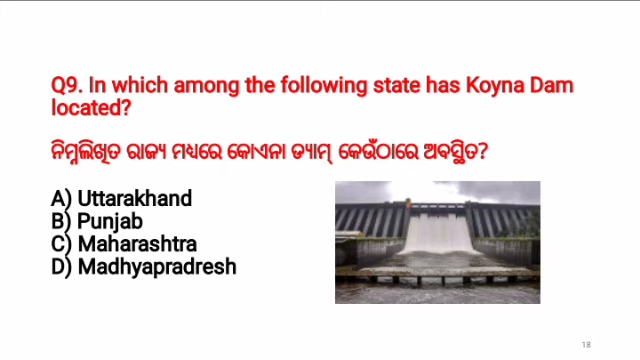 Q9. In which among the following state has Koyna Dam
located?
ନିମ୍ନଲିଖିତ ରାଜ୍ୟ ମଧ୍ୟରେ କୋଏନା ଡ୍ୟାମ୍ କେଉଁଠାରେ ଅବସ୍ଥିତ?
A) Uttarakhand
B) Punjab
C) Maharashtra
D) Madhyapradresh
18